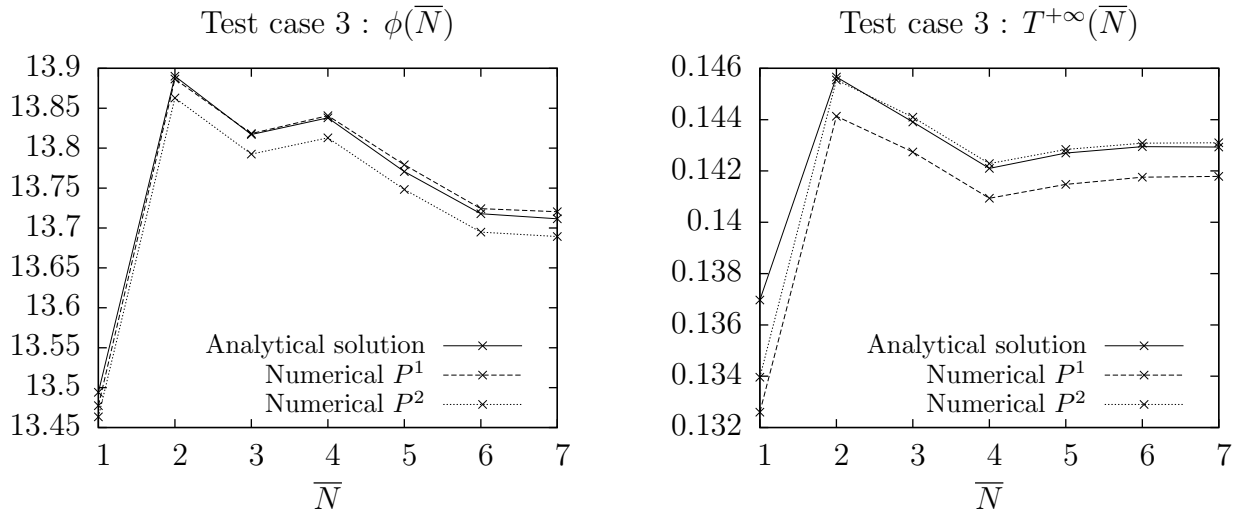 Test case 3 : ϕ(N̅)
13.9
13.85
13.8
13.75
13.7
13.65
13.6
13.55
13.5
13.45
1 2 3 4 5 6 7
N̅
Analytical solution
Numerical P¹
Numerical P²
Test case 3 : T⁺∞(N̅)
0.146
0.144
0.142
0.14
0.138
0.136
0.134
0.132
1 2 3 4 5 6 7
N̅
Analytical solution
Numerical P¹
Numerical P²